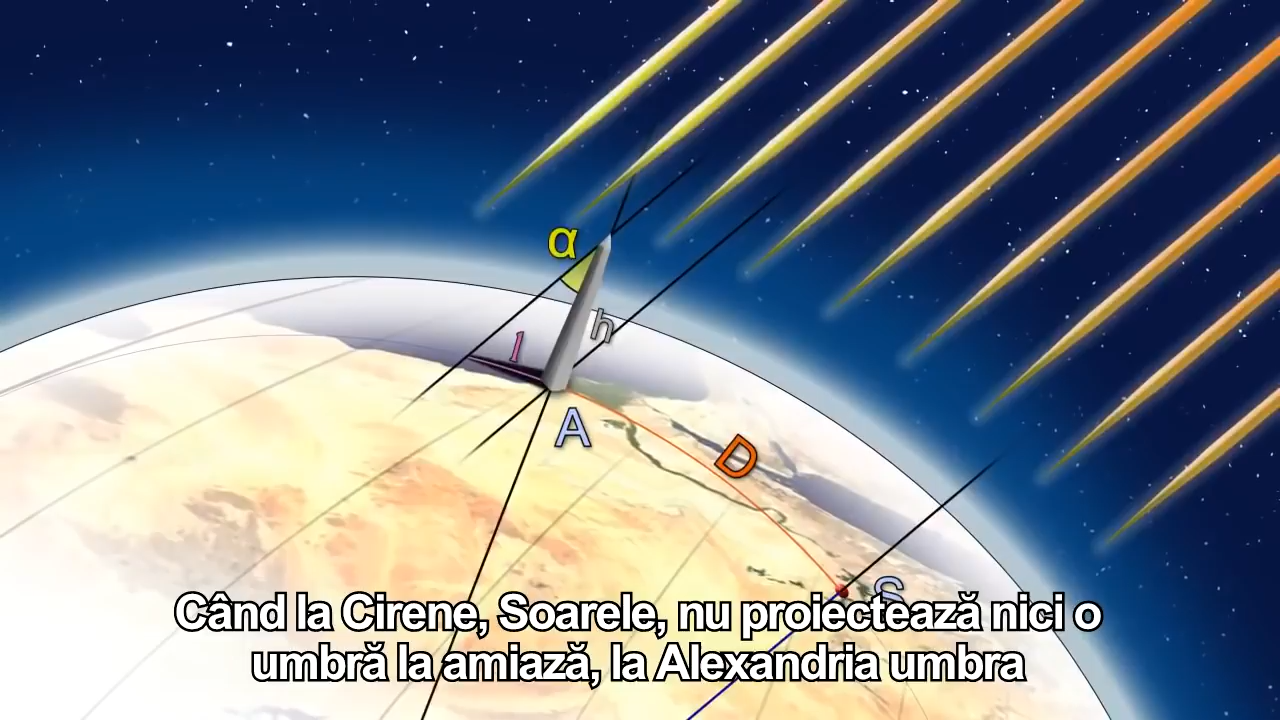 α
h
l
A
D
S
Când la Cirene, Soarele, nu proiectează nici o
umbră la amiază, la Alexandria umbra